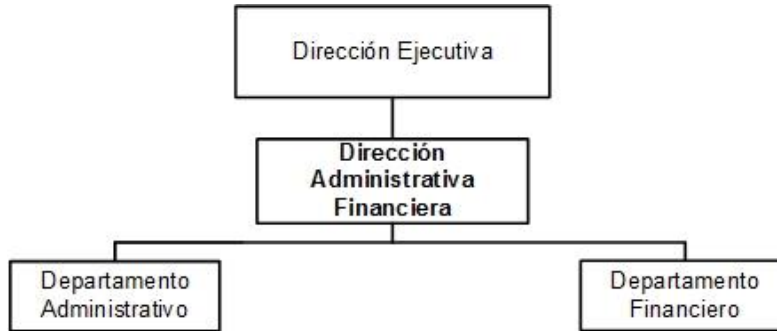 Dirección Ejecutiva
Dirección
Administrativa
Financiera
Departamento
Administrativo
Departamento
Financiero